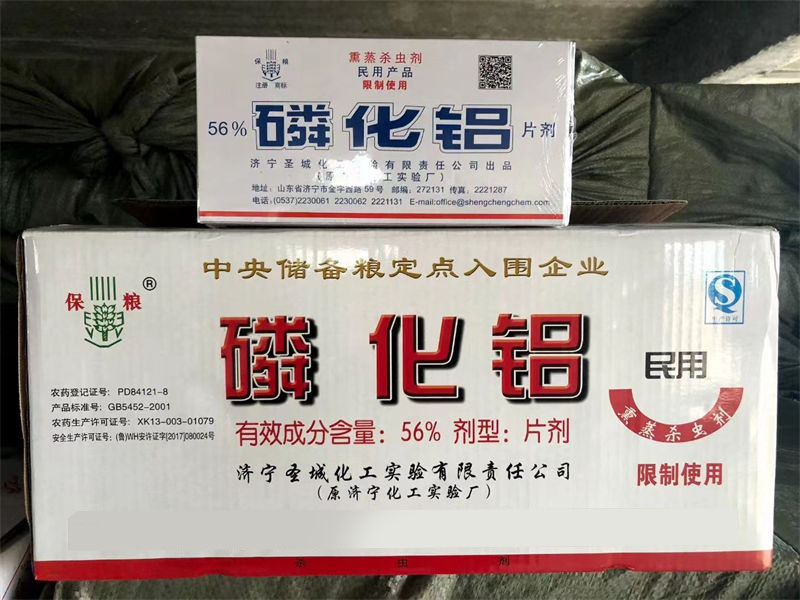 保 粮
注册 商标
熏蒸杀虫剂
民用产品
限制使用
56% 磷化铝 片剂
济宁圣城化工实验有限责任公司出品
(原济宁化工实验厂)
地址:山东省济宁市金宇西路59号 邮编:272131 传真:2221287
电话:(0537)2230061 2230062 2221131 E-mail:office@shengchengchem.com
中央储备粮定点入围企业
保 粮 ®
生产许可
磷化铝
民用
熏蒸杀虫剂
限制使用
农药登记证号:PD84121-8
产品标准号:GB5452-2001
农药生产许可证号:XK13-003-01079
安全生产许可证号:(鲁)WH安许证字[2017]080024号
有效成分含量:56% 剂型:片剂
济宁圣城化工实验有限责任公司
(原济宁化工实验厂)
杀 虫 剂